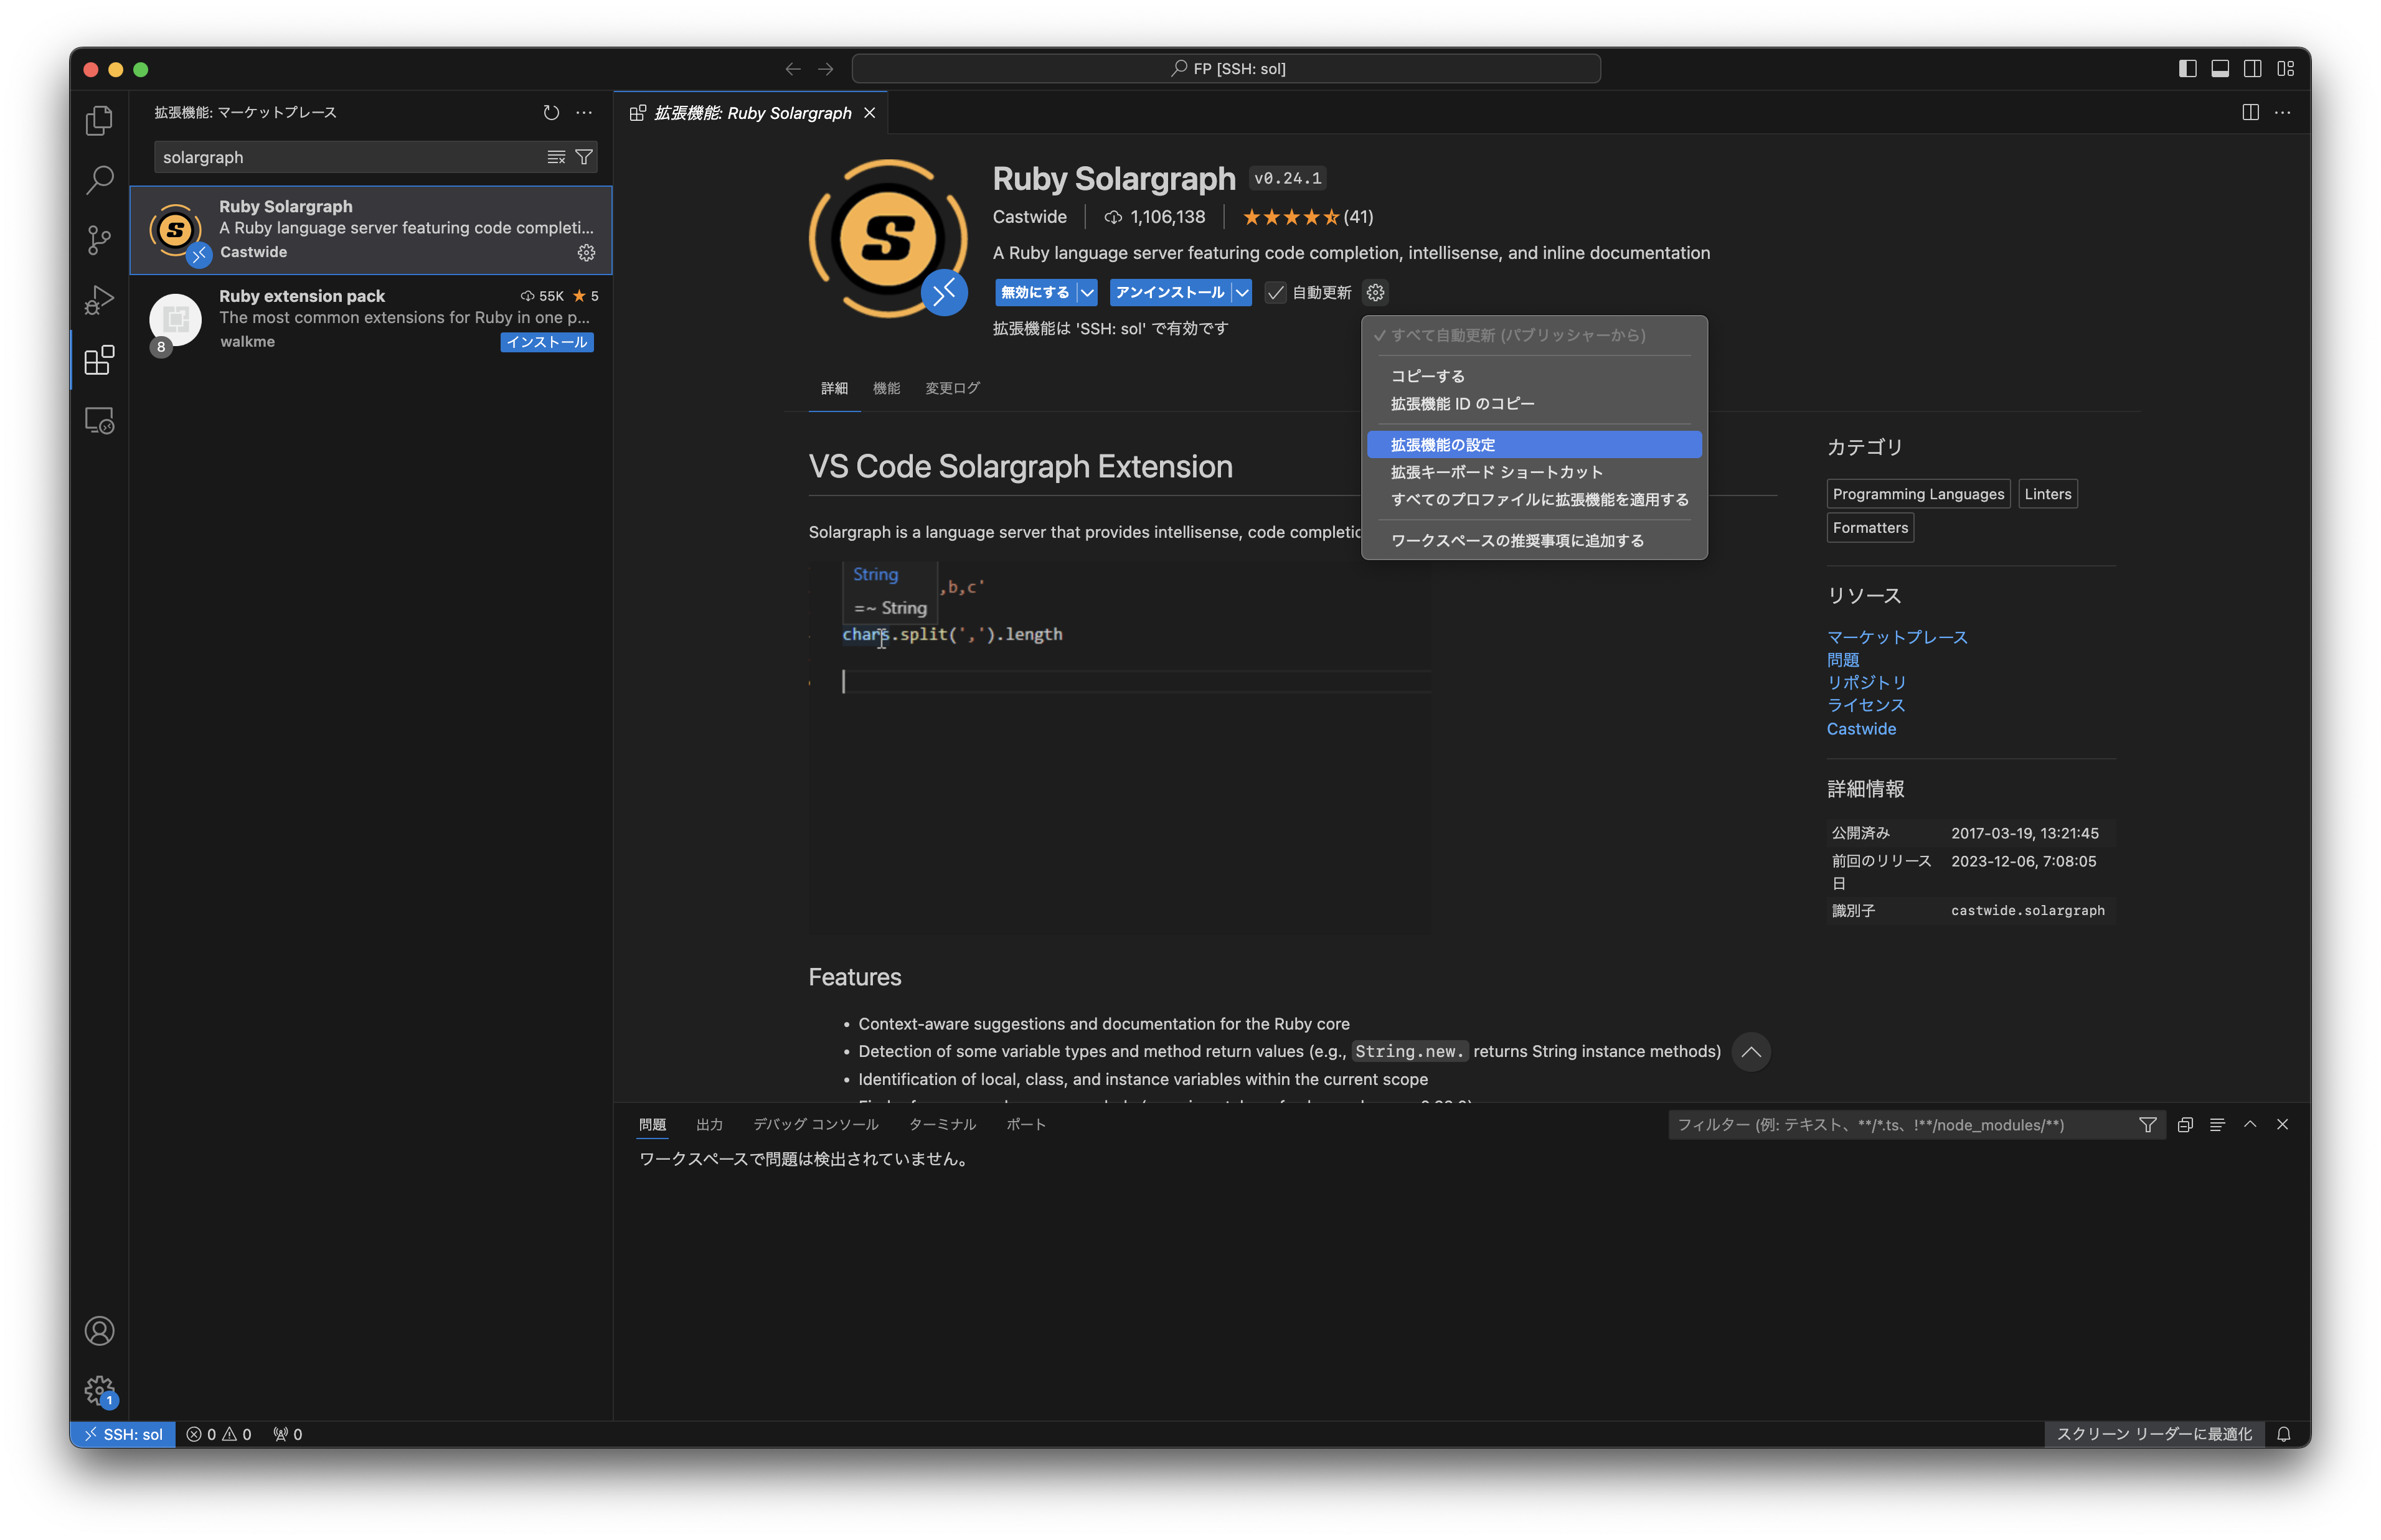 FP [SSH: sol]
拡張機能: マーケットプレース
solargraph
Ruby Solargraph
A Ruby language server featuring code completi...
Castwide
Ruby extension pack
55K
5
The most common extensions for Ruby in one p...
walkme
インストール
8
拡張機能: Ruby Solargraph
Ruby Solargraph
v0.24.1
Castwide
1,106,138
(41)
A Ruby language server featuring code completion, intellisense, and inline documentation
無効にする
アンインストール
自動更新
拡張機能は 'SSH: sol' で有効です
すべて自動更新 (パブリッシャーから)
コピーする
拡張機能 ID のコピー
拡張機能の設定
拡張キーボード ショートカット
すべてのプロファイルに拡張機能を適用する
ワークスペースの推奨事項に追加する
詳細
機能
変更ログ
VS Code Solargraph Extension
Solargraph is a language server that provides intellisense, code completio
String
,b,c'
=~ String
chars.split(',').length
Features
• Context-aware suggestions and documentation for the Ruby core
• Detection of some variable types and method return values (e.g., String.new. returns String instance methods)
• Identification of local, class, and instance variables within the current scope
カテゴリ
Programming Languages
Linters
Formatters
リソース
マーケットプレース
問題
リポジトリ
ライセンス
Castwide
詳細情報
公開済み
2017-03-19, 13:21:45
前回のリリース
日
2023-12-06, 7:08:05
識別子
castwide.solargraph
問題
出力
デバッグ コンソール
ターミナル
ポート
フィルター (例: テキスト、**/*.ts、!**/node_modules/**)
ワークスペースで問題は検出されていません。
1
SSH: sol
0
0
0
スクリーン リーダーに最適化